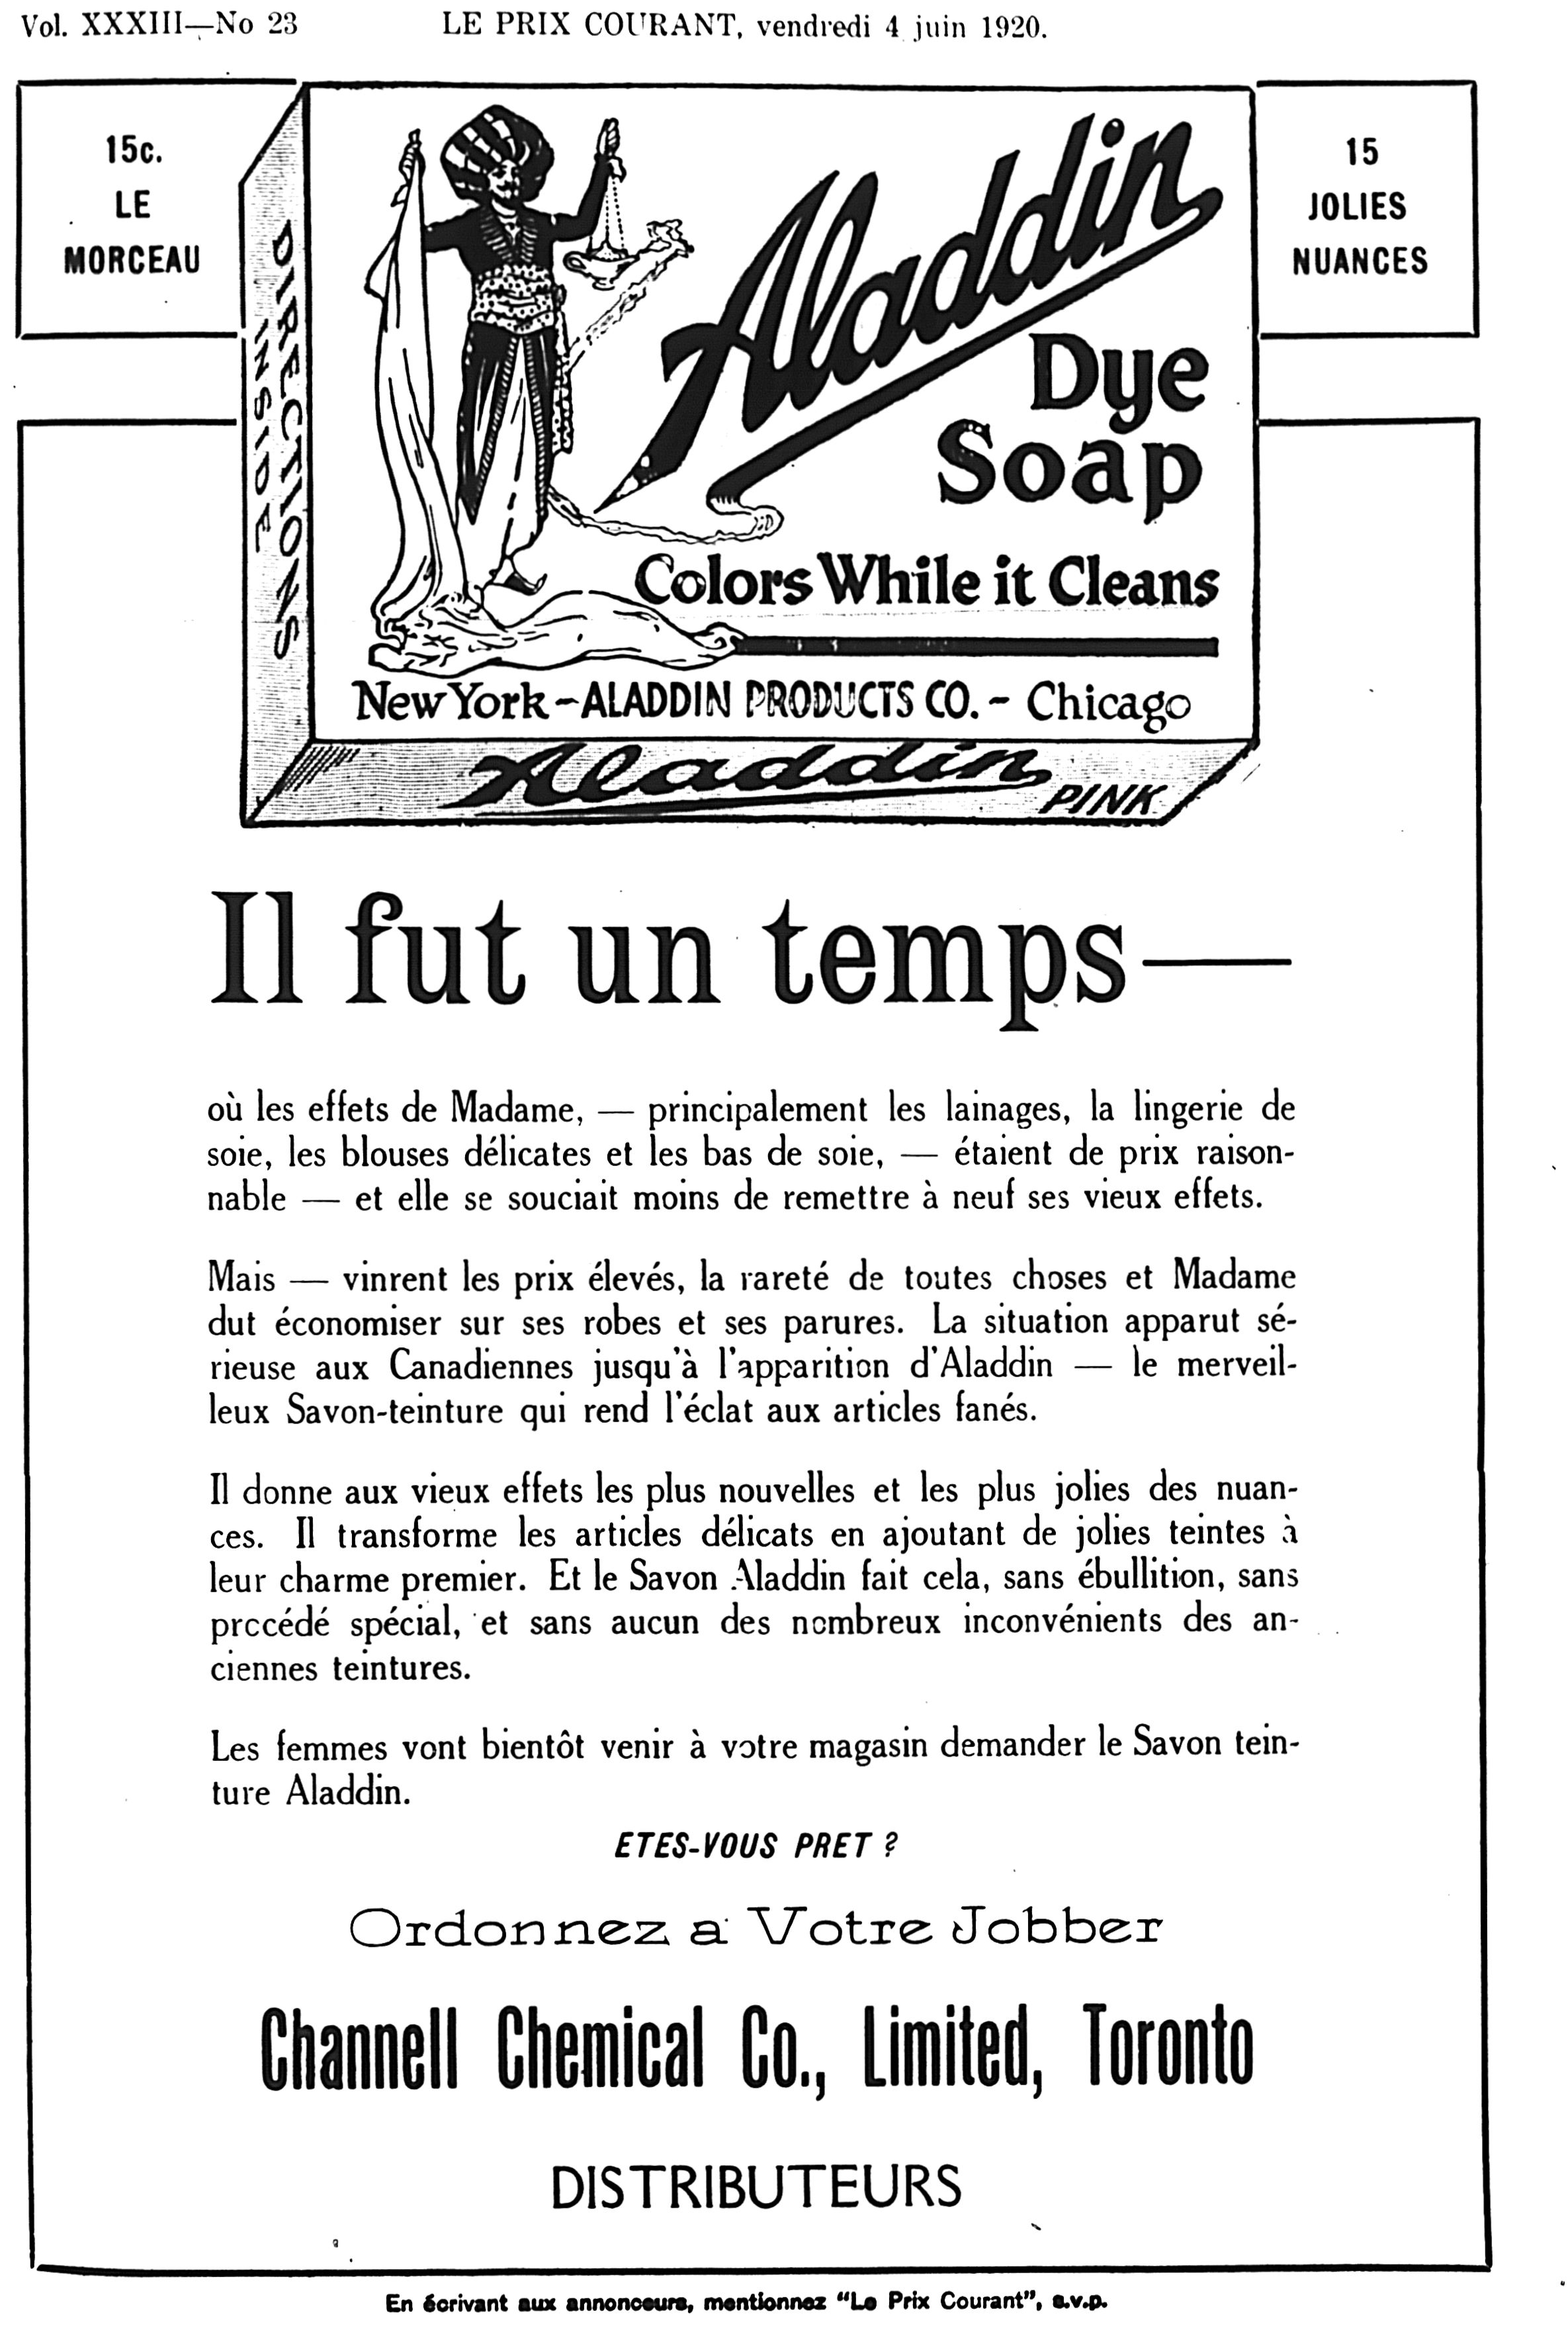 Vol. XXXIII—No 23
LE PRIX COURANT, vendredi 4 juin 1920.
15c.
LE
MORCEAU
15
JOLIES
NUANCES
DIRECTIONS
INSIDE
Aladdin
Dye
Soap
Colors While it Cleans
New York - ALADDIN PRODUCTS CO. - Chicago
Aladdin
PINK
Il fut un temps—
où les effets de Madame, — principalement les lainages, la lingerie de
soie, les blouses délicates et les bas de soie, — étaient de prix raison-
nable — et elle se souciait moins de remettre à neuf ses vieux effets.
Mais — vinrent les prix élevés, la rareté de toutes choses et Madame
dut économiser sur ses robes et ses parures. La situation apparut sé-
rieuse aux Canadiennes jusqu'à l'apparition d'Aladdin — le merveil-
leux Savon-teinture qui rend l'éclat aux articles fanés.
Il donne aux vieux effets les plus nouvelles et les plus jolies des nuan-
ces. Il transforme les articles délicats en ajoutant de jolies teintes à
leur charme premier. Et le Savon Aladdin fait cela, sans ébullition, sans
procédé spécial, et sans aucun des nombreux inconvénients des an-
ciennes teintures.
Les femmes vont bientôt venir à votre magasin demander le Savon tein-
ture Aladdin.
ETES-VOUS PRET ?
Ordonnez a Votre Jobber
Channell Chemical Co., Limited, Toronto
DISTRIBUTEURS
En écrivant aux annonceurs, mentionnez "Le Prix Courant", s.v.p.